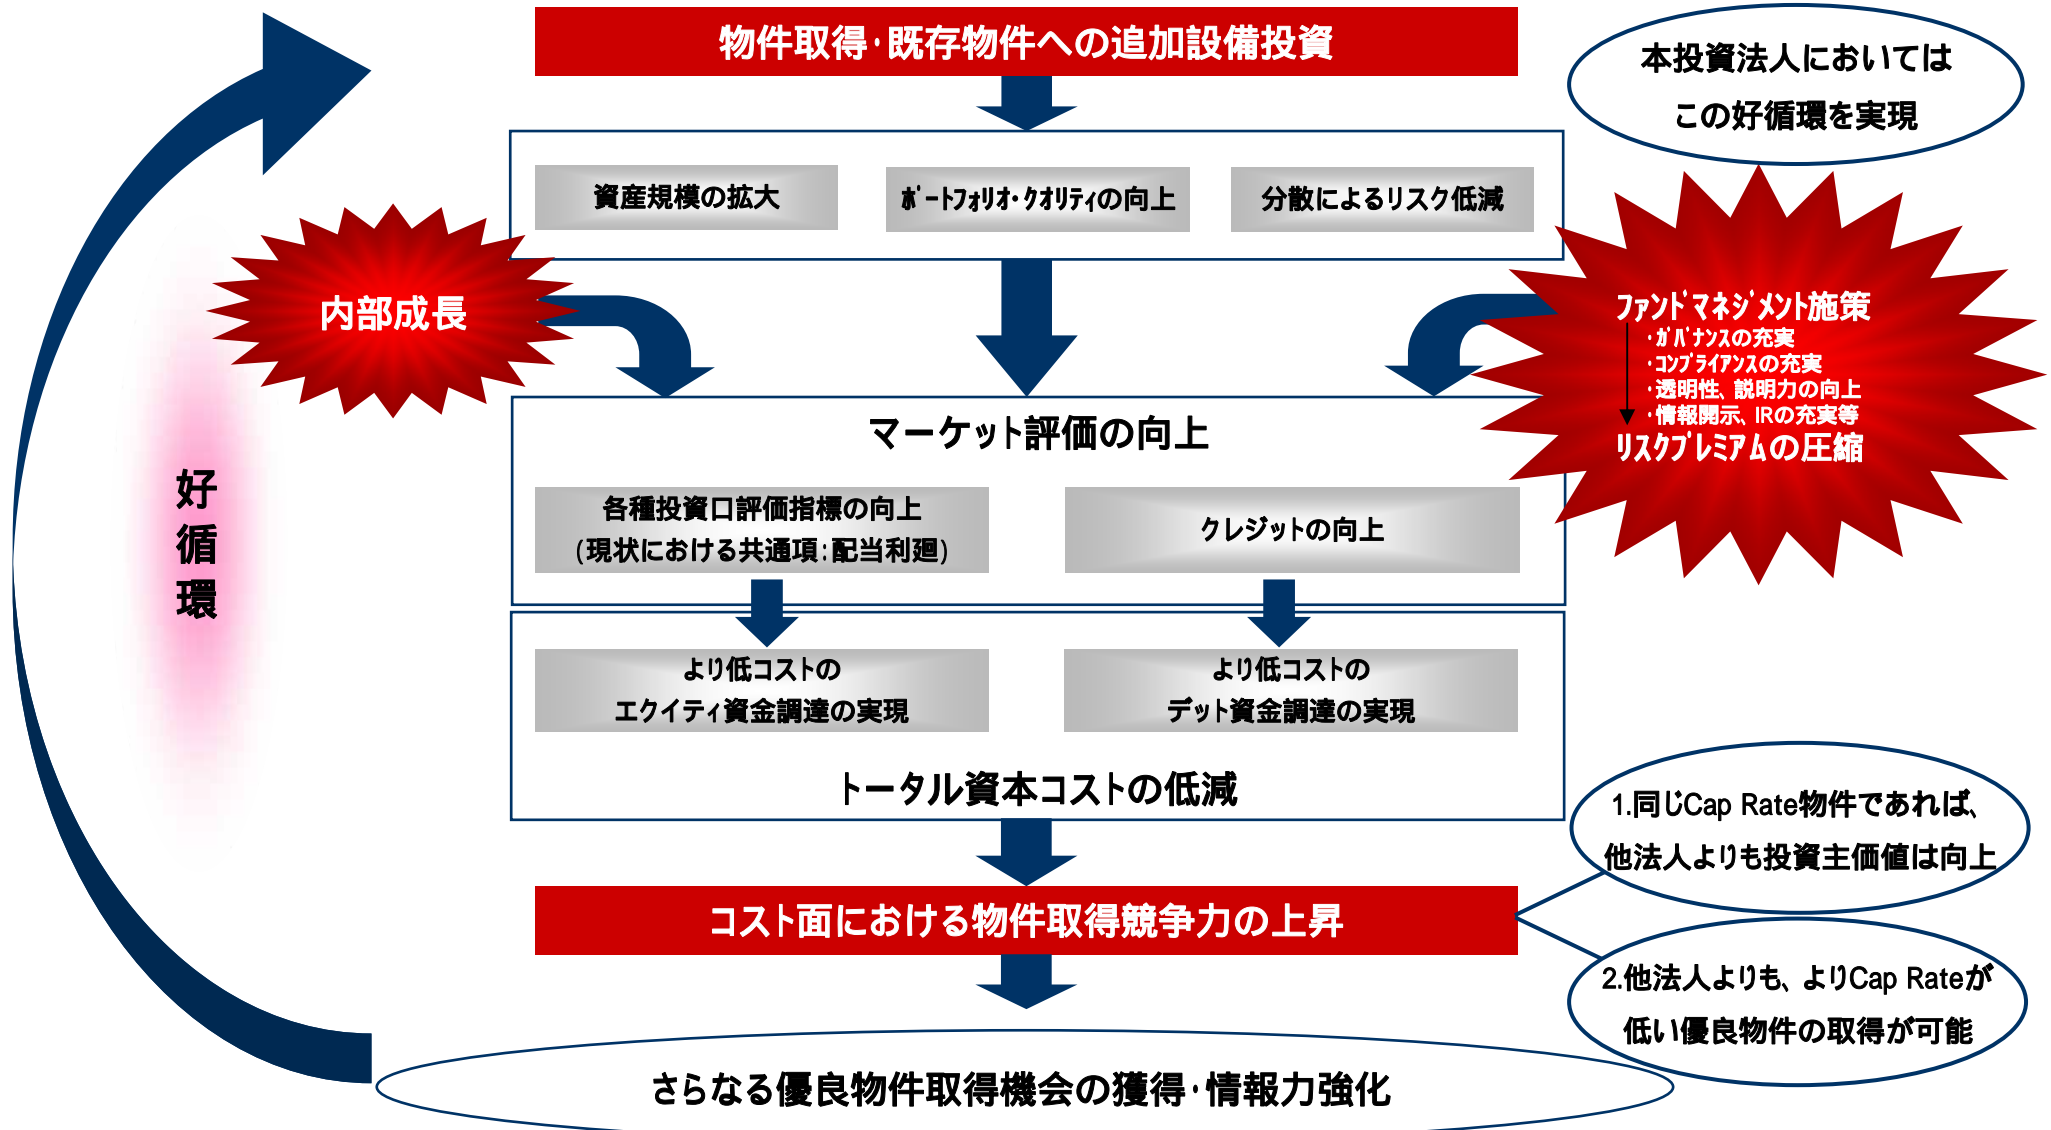 物件取得・既存物件への追加設備投資
本投資法人においては
この好循環を実現
資産規模の拡大
ﾎﾟｰﾄﾌｫﾘｵ・ｸｵﾘﾃｨの向上
分散によるリスク低減
内部成長
ﾌｧﾝﾄﾞﾏﾈｼﾞﾒﾝﾄ施策
・ｶﾞﾊﾞﾅﾝｽの充実
・ｺﾝﾌﾟﾗｲｱﾝｽの充実
・透明性、説明力の向上
・情報開示、IRの充実等
ﾘｽｸﾌﾟﾚﾐｱﾑの圧縮
マーケット評価の向上
各種投資口評価指標の向上
(現状における共通項：配当利廻)
クレジットの向上
好
循
環
より低コストの
エクイティ資金調達の実現
より低コストの
デット資金調達の実現
トータル資本コストの低減
1.同じCap Rate物件であれば、
他法人よりも投資主価値は向上
コスト面における物件取得競争力の上昇
2.他法人よりも、よりCap Rateが
低い優良物件の取得が可能
さらなる優良物件取得機会の獲得・情報力強化